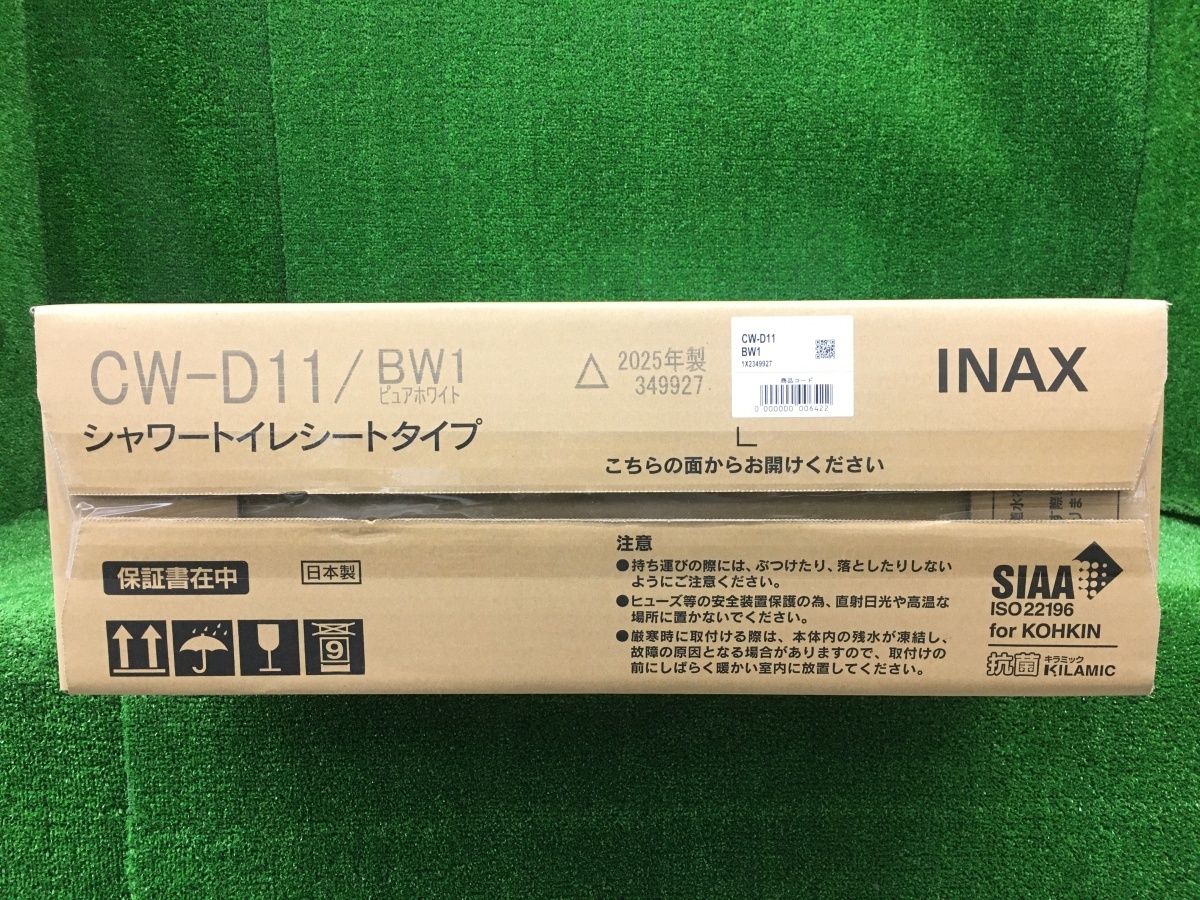 CW-D11/BW1
ピュアホワイト
シャワートイレシートタイプ
2025年製
349927
CW-D11
BW1
1X2349927
商品コード
0 000000 006422
INAX
こちらの面からお開けください
保証書在中
日本製
9
注意
●持ち運びの際には、ぶつけたり、落としたりしない
ようにご注意ください。
●ヒューズ等の安全装置保護の為、直射日光や高温な
場所に置かないでください。
●厳寒時に取付ける際は、本体内の残水が凍結し、
故障の原因となる場合がありますので、取付けの
前にしばらく暖かい室内に放置してください。
SIAA
ISO 22196
for KOHKIN
抗菌 キラミック
KILAMIC